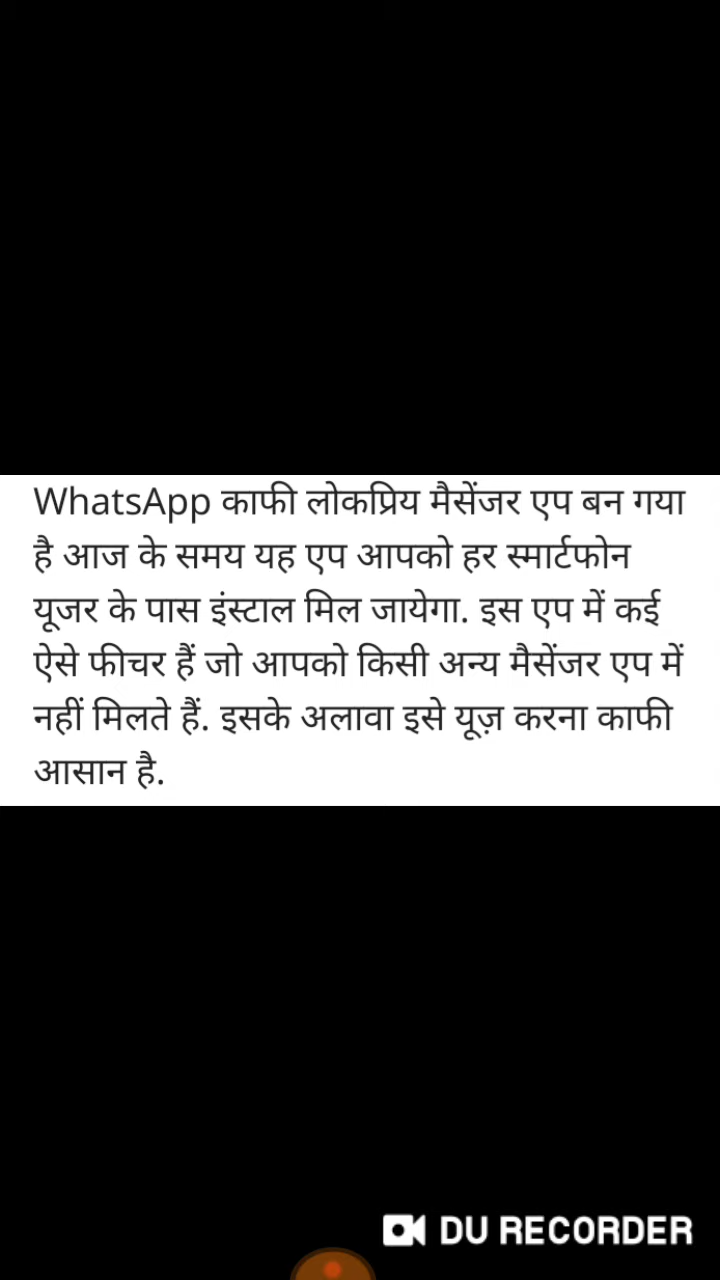 WhatsApp काफी लोकप्रिय मैसेंजर एप बन गया
है आज के समय यह एप आपको हर स्मार्टफोन
यूजर के पास इंस्टाल मिल जायेगा. इस एप में कई
ऐसे फीचर हैं जो आपको किसी अन्य मैसेंजर एप में
नहीं मिलते हैं. इसके अलावा इसे यूज़ करना काफी
आसान है.
DU RECORDER